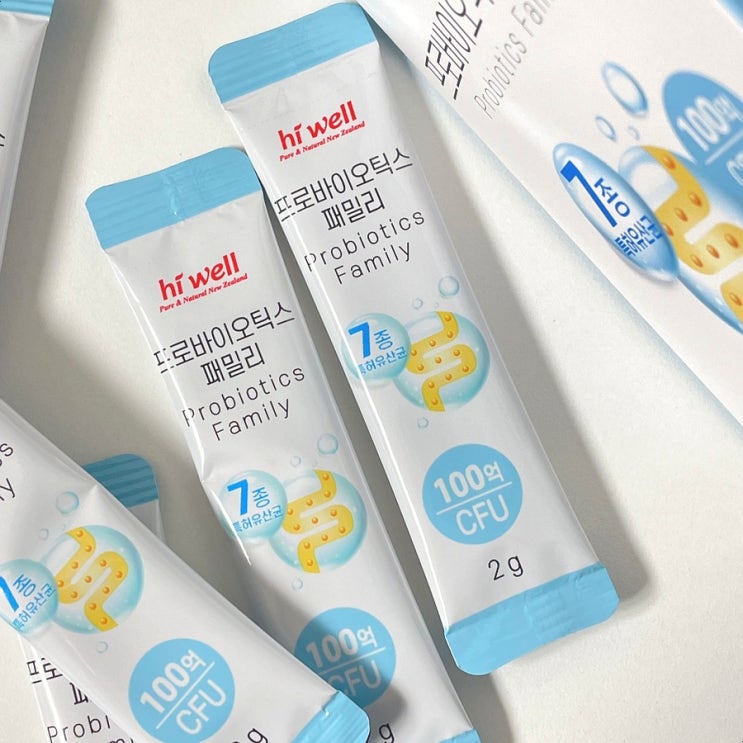 hi well
Pure & Natural New Zealand
프로바이오틱스
패밀리
Probiotics
Family
7종
특허유산균
100억
CFU
2g
hi well
Pure & Natural New Zealand
프로바이오틱스
패밀리
Probiotics
Family
7종
특허유산균
100억
CFU
Probiotics
7종
특허유산균
100억
7종
특허유산균
100억
CFU